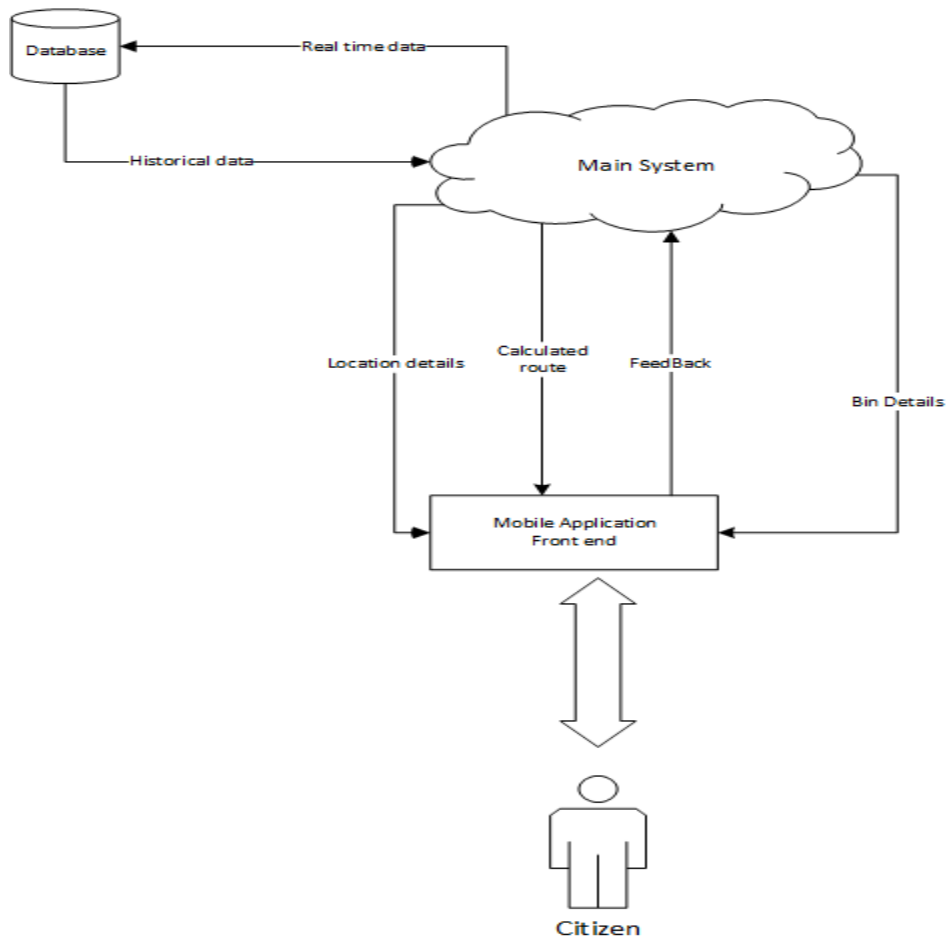 Database
Real time data
Historical data
Main System
Location details
Calculated
route
FeedBack
Bin Details
Mobile Application
Front end
Citizen